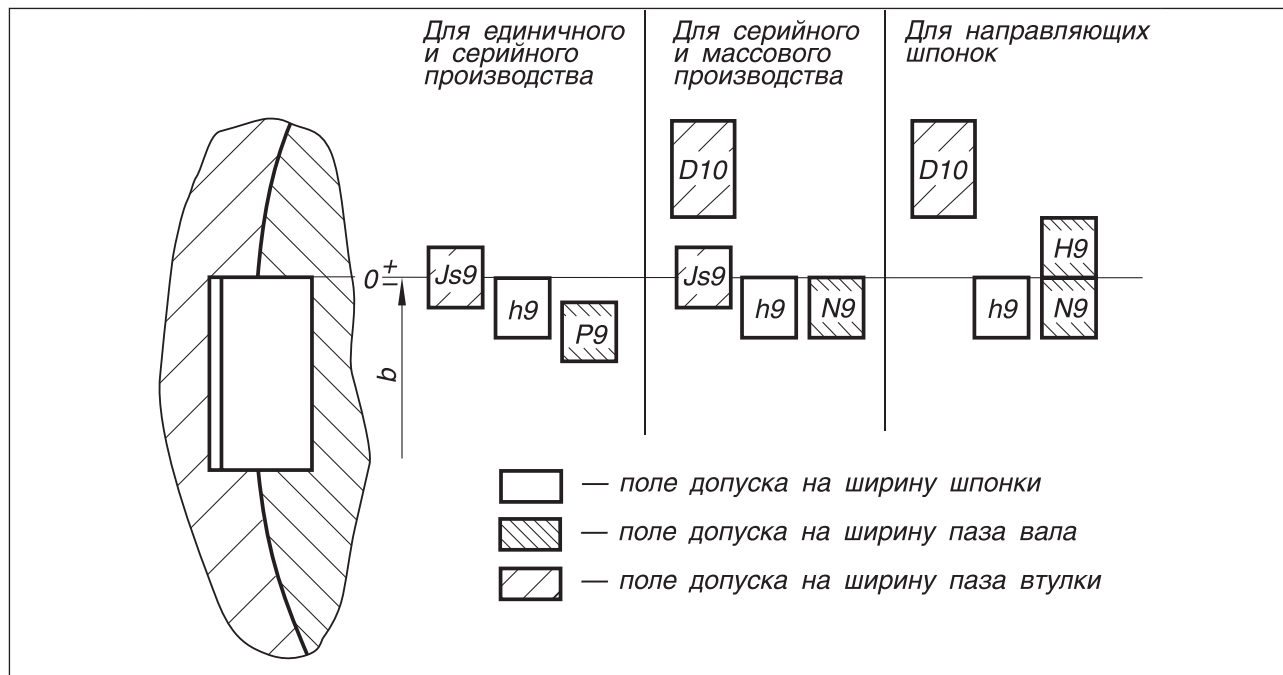 Для единичного
и серийного
производства
Для серийного
и массового
производства
Для направляющих
шпонок
D10
D10
Js9
h9
P9
Js9
h9
N9
H9
h9
N9
0
+
−
b
— поле допуска на ширину шпонки
— поле допуска на ширину паза вала
— поле допуска на ширину паза втулки